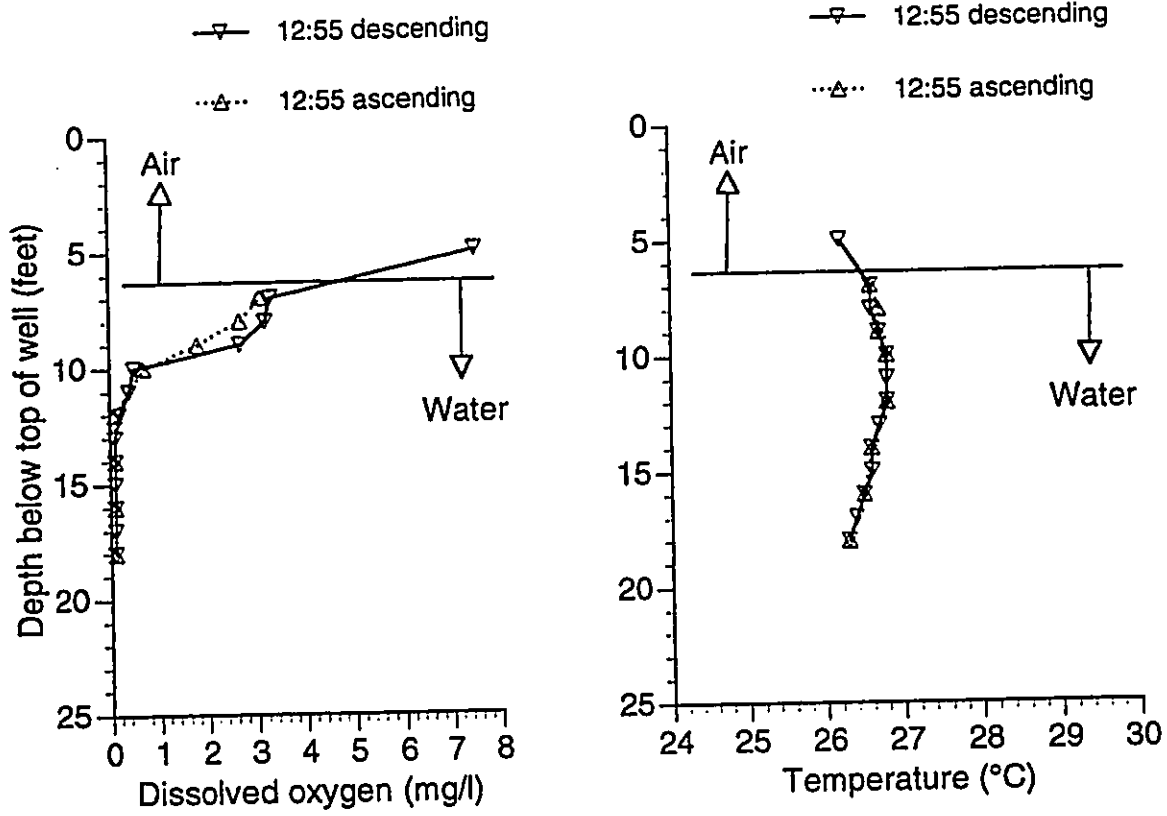 12:55 descending
12:55 ascending
0
5
10
15
20
25
Depth below top of well (feet)
Air
Water
0 1 2 3 4 5 6 7 8
Dissolved oxygen (mg/l)
12:55 descending
12:55 ascending
0
5
10
15
20
25
Air
Water
24 25 26 27 28 29 30
Temperature (°C)